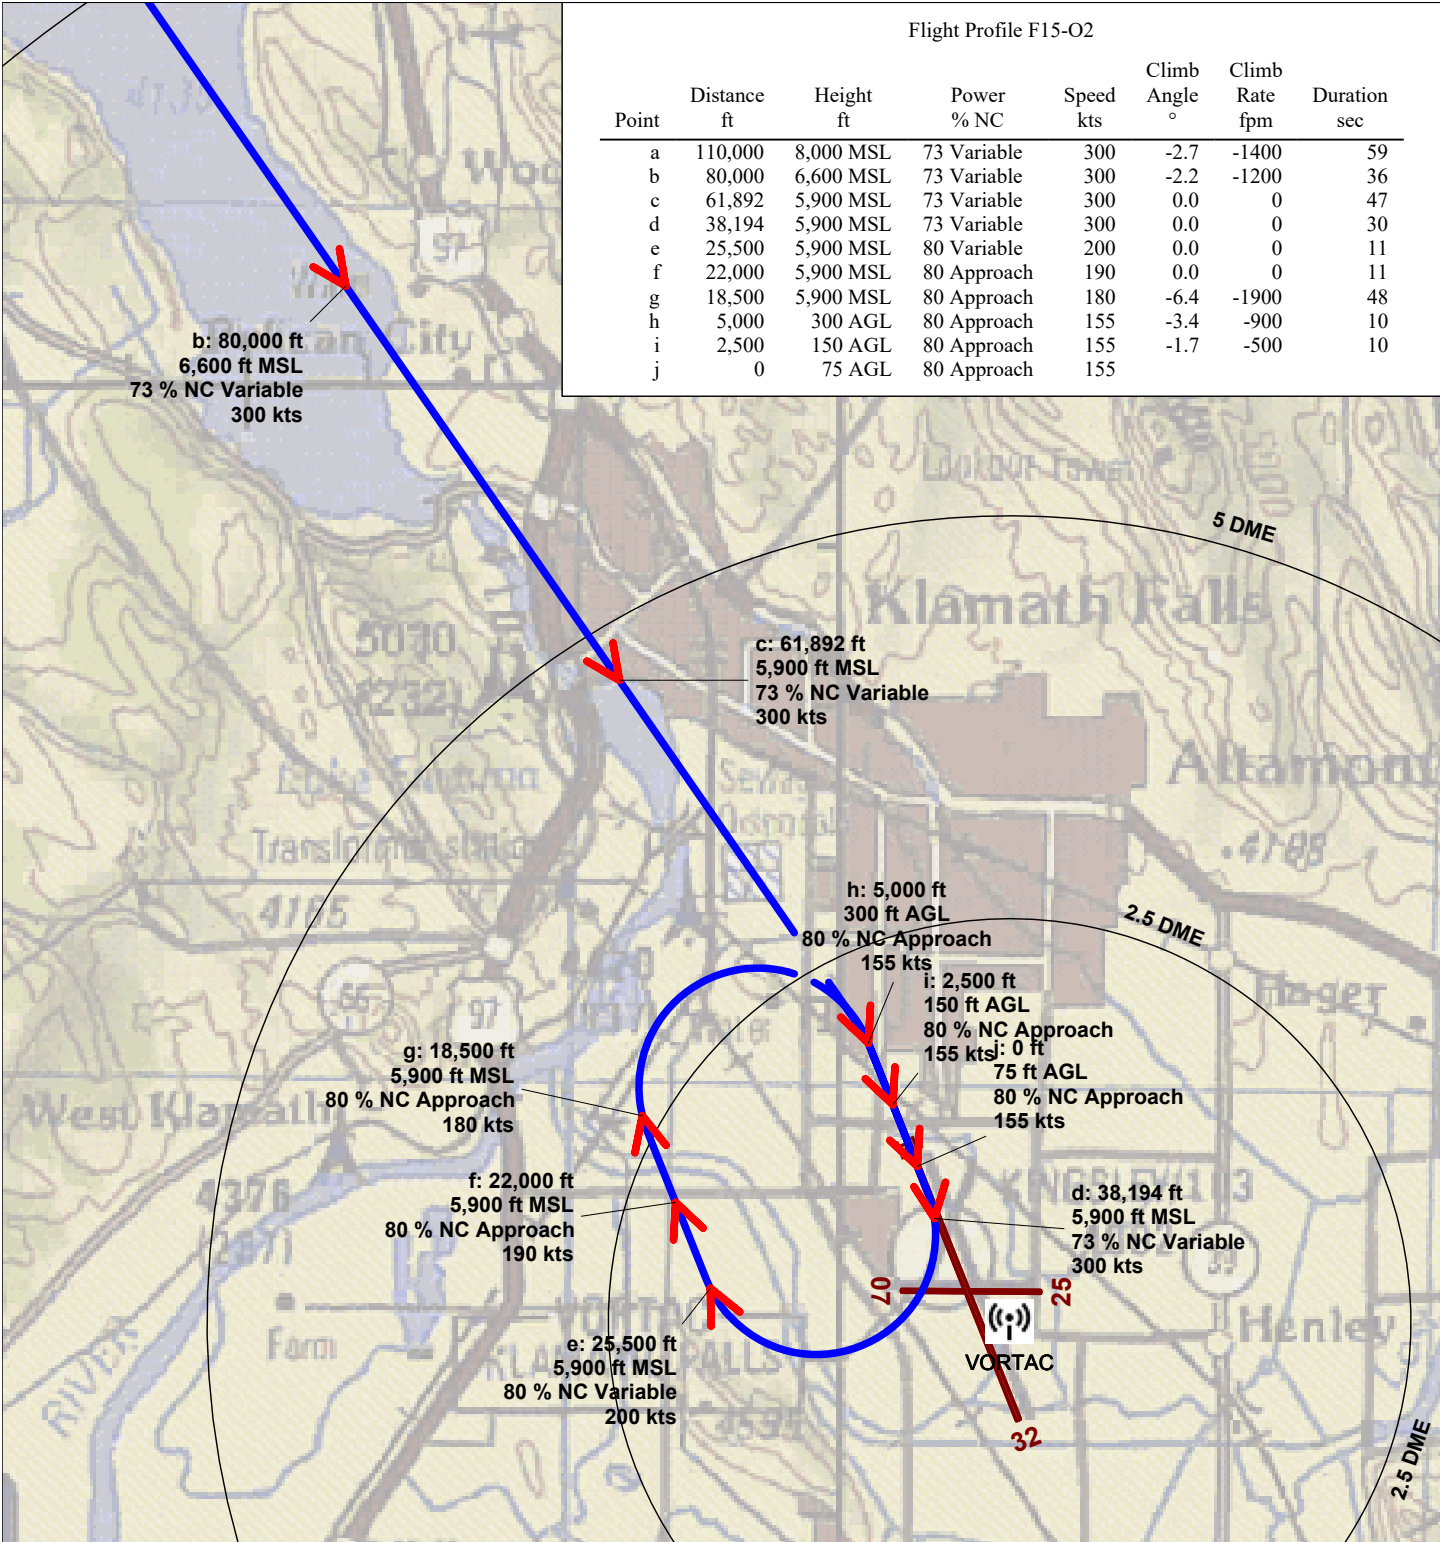 Flight Profile F15-O2
Climb Climb
Distance Height Power Speed Angle Rate Duration
Point ft ft % NC kts ° fpm sec
a 110,000 8,000 MSL 73 Variable 300 -2.7 -1400 59
b 80,000 6,600 MSL 73 Variable 300 -2.2 -1200 36
c 61,892 5,900 MSL 73 Variable 300 0.0 0 47
d 38,194 5,900 MSL 73 Variable 300 0.0 0 30
e 25,500 5,900 MSL 80 Variable 200 0.0 0 11
f 22,000 5,900 MSL 80 Approach 190 0.0 0 11
g 18,500 5,900 MSL 80 Approach 180 -6.4 -1900 48
h 5,000 300 AGL 80 Approach 155 -3.4 -900 10
i 2,500 150 AGL 80 Approach 155 -1.7 -500 10
j 0 75 AGL 80 Approach 155
97
b: 80,000 ft
6,600 ft MSL
73 % NC Variable
300 kts
5 DME
Klamath Falls
c: 61,892 ft
5,900 ft MSL
73 % NC Variable
300 kts
Altamont
4188
4185
h: 5,000 ft
300 ft AGL
80 % NC Approach
155 kts
2.5 DME
i: 2,500 ft
150 ft AGL
80 % NC Approach
155 kts
97
j: 0 ft
75 ft AGL
80 % NC Approach
155 kts
g: 18,500 ft
5,900 ft MSL
80 % NC Approach
180 kts
West Klamath
f: 22,000 ft
5,900 ft MSL
80 % NC Approach
190 kts
d: 38,194 ft
5,900 ft MSL
73 % NC Variable
300 kts
07
25
VORTAC
Farm
Henley
e: 25,500 ft
5,900 ft MSL
80 % NC Variable
200 kts
32
RIVER
2.5 DME